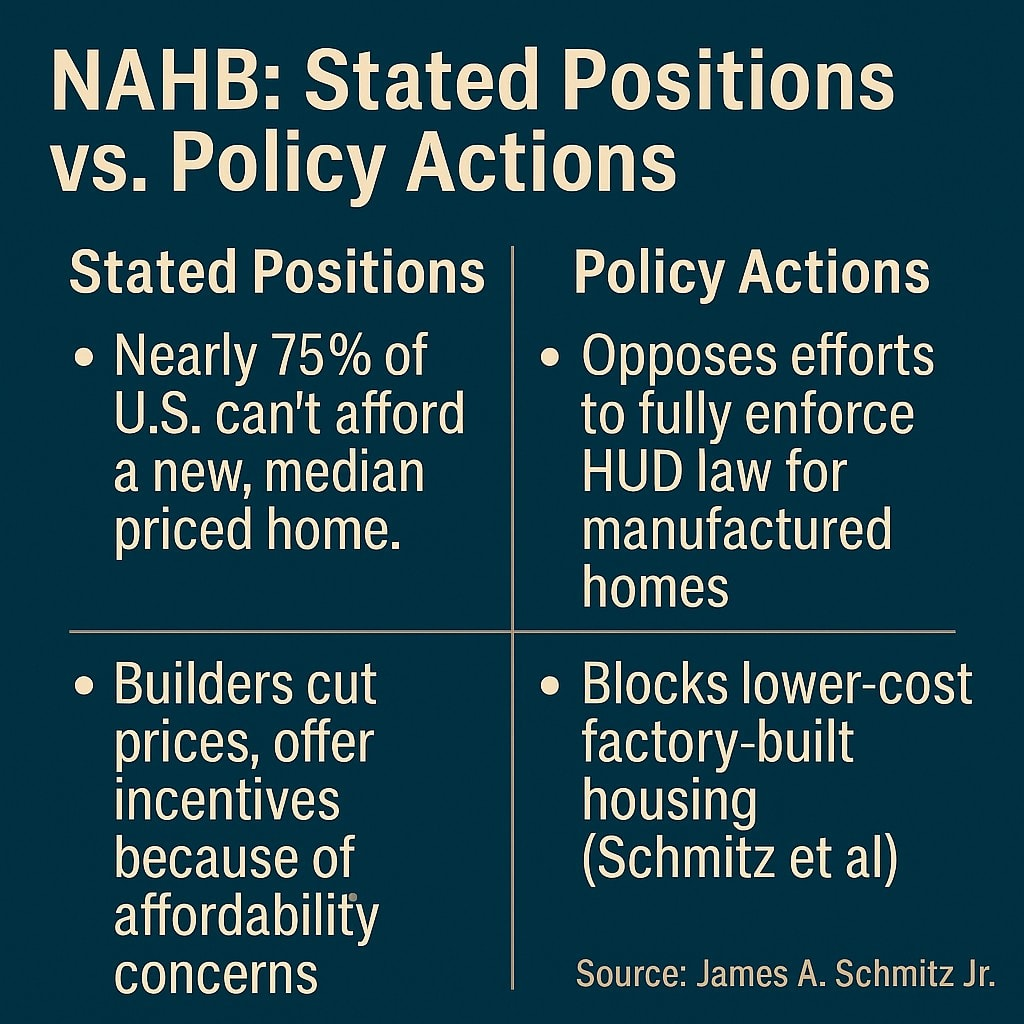 NAHB: Stated Positions
vs. Policy Actions
Stated Positions
• Nearly 75% of
U.S. can't afford
a new, median
priced home.
Policy Actions
• Opposes efforts
to fully enforce
HUD law for
manufactured
homes
• Builders cut
prices, offer
incentives
because of
affordability
concerns
• Blocks lower-cost
factory-built
housing
(Schmitz et al)
Source: James A. Schmitz Jr.